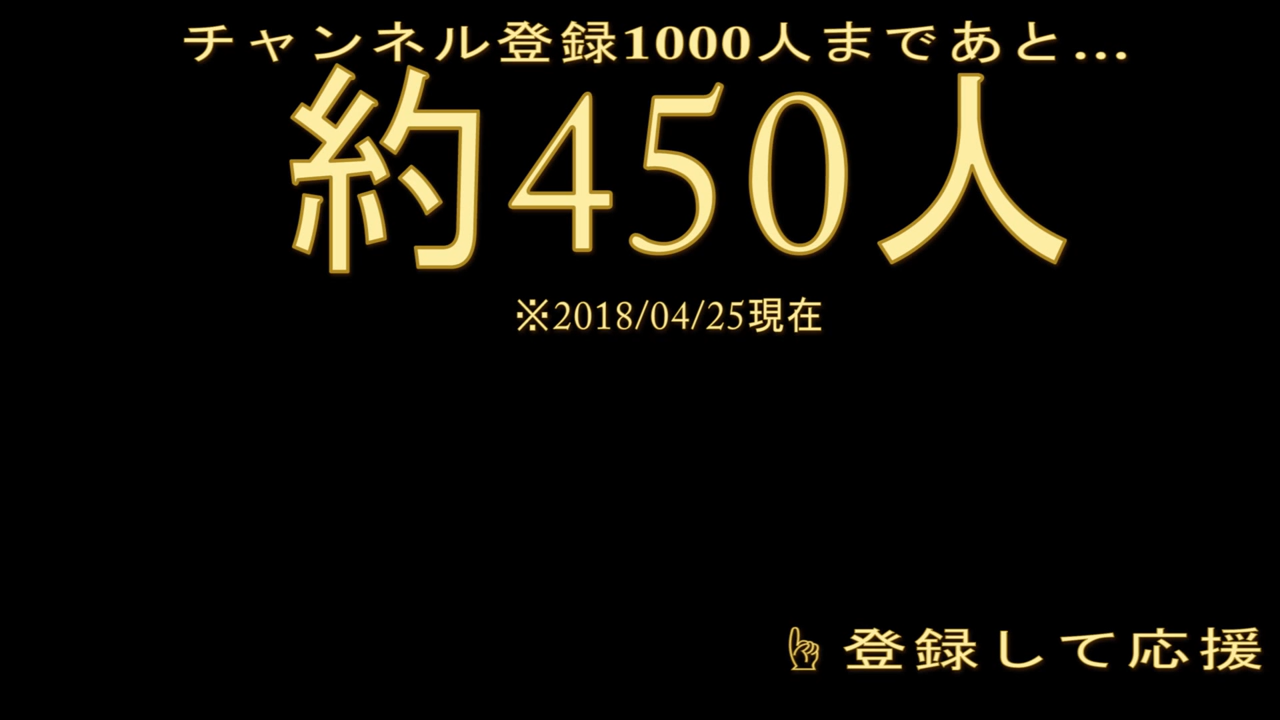 チャンネル登録1000人まであと...
約450人
※2018/04/25現在
☝登録して応援